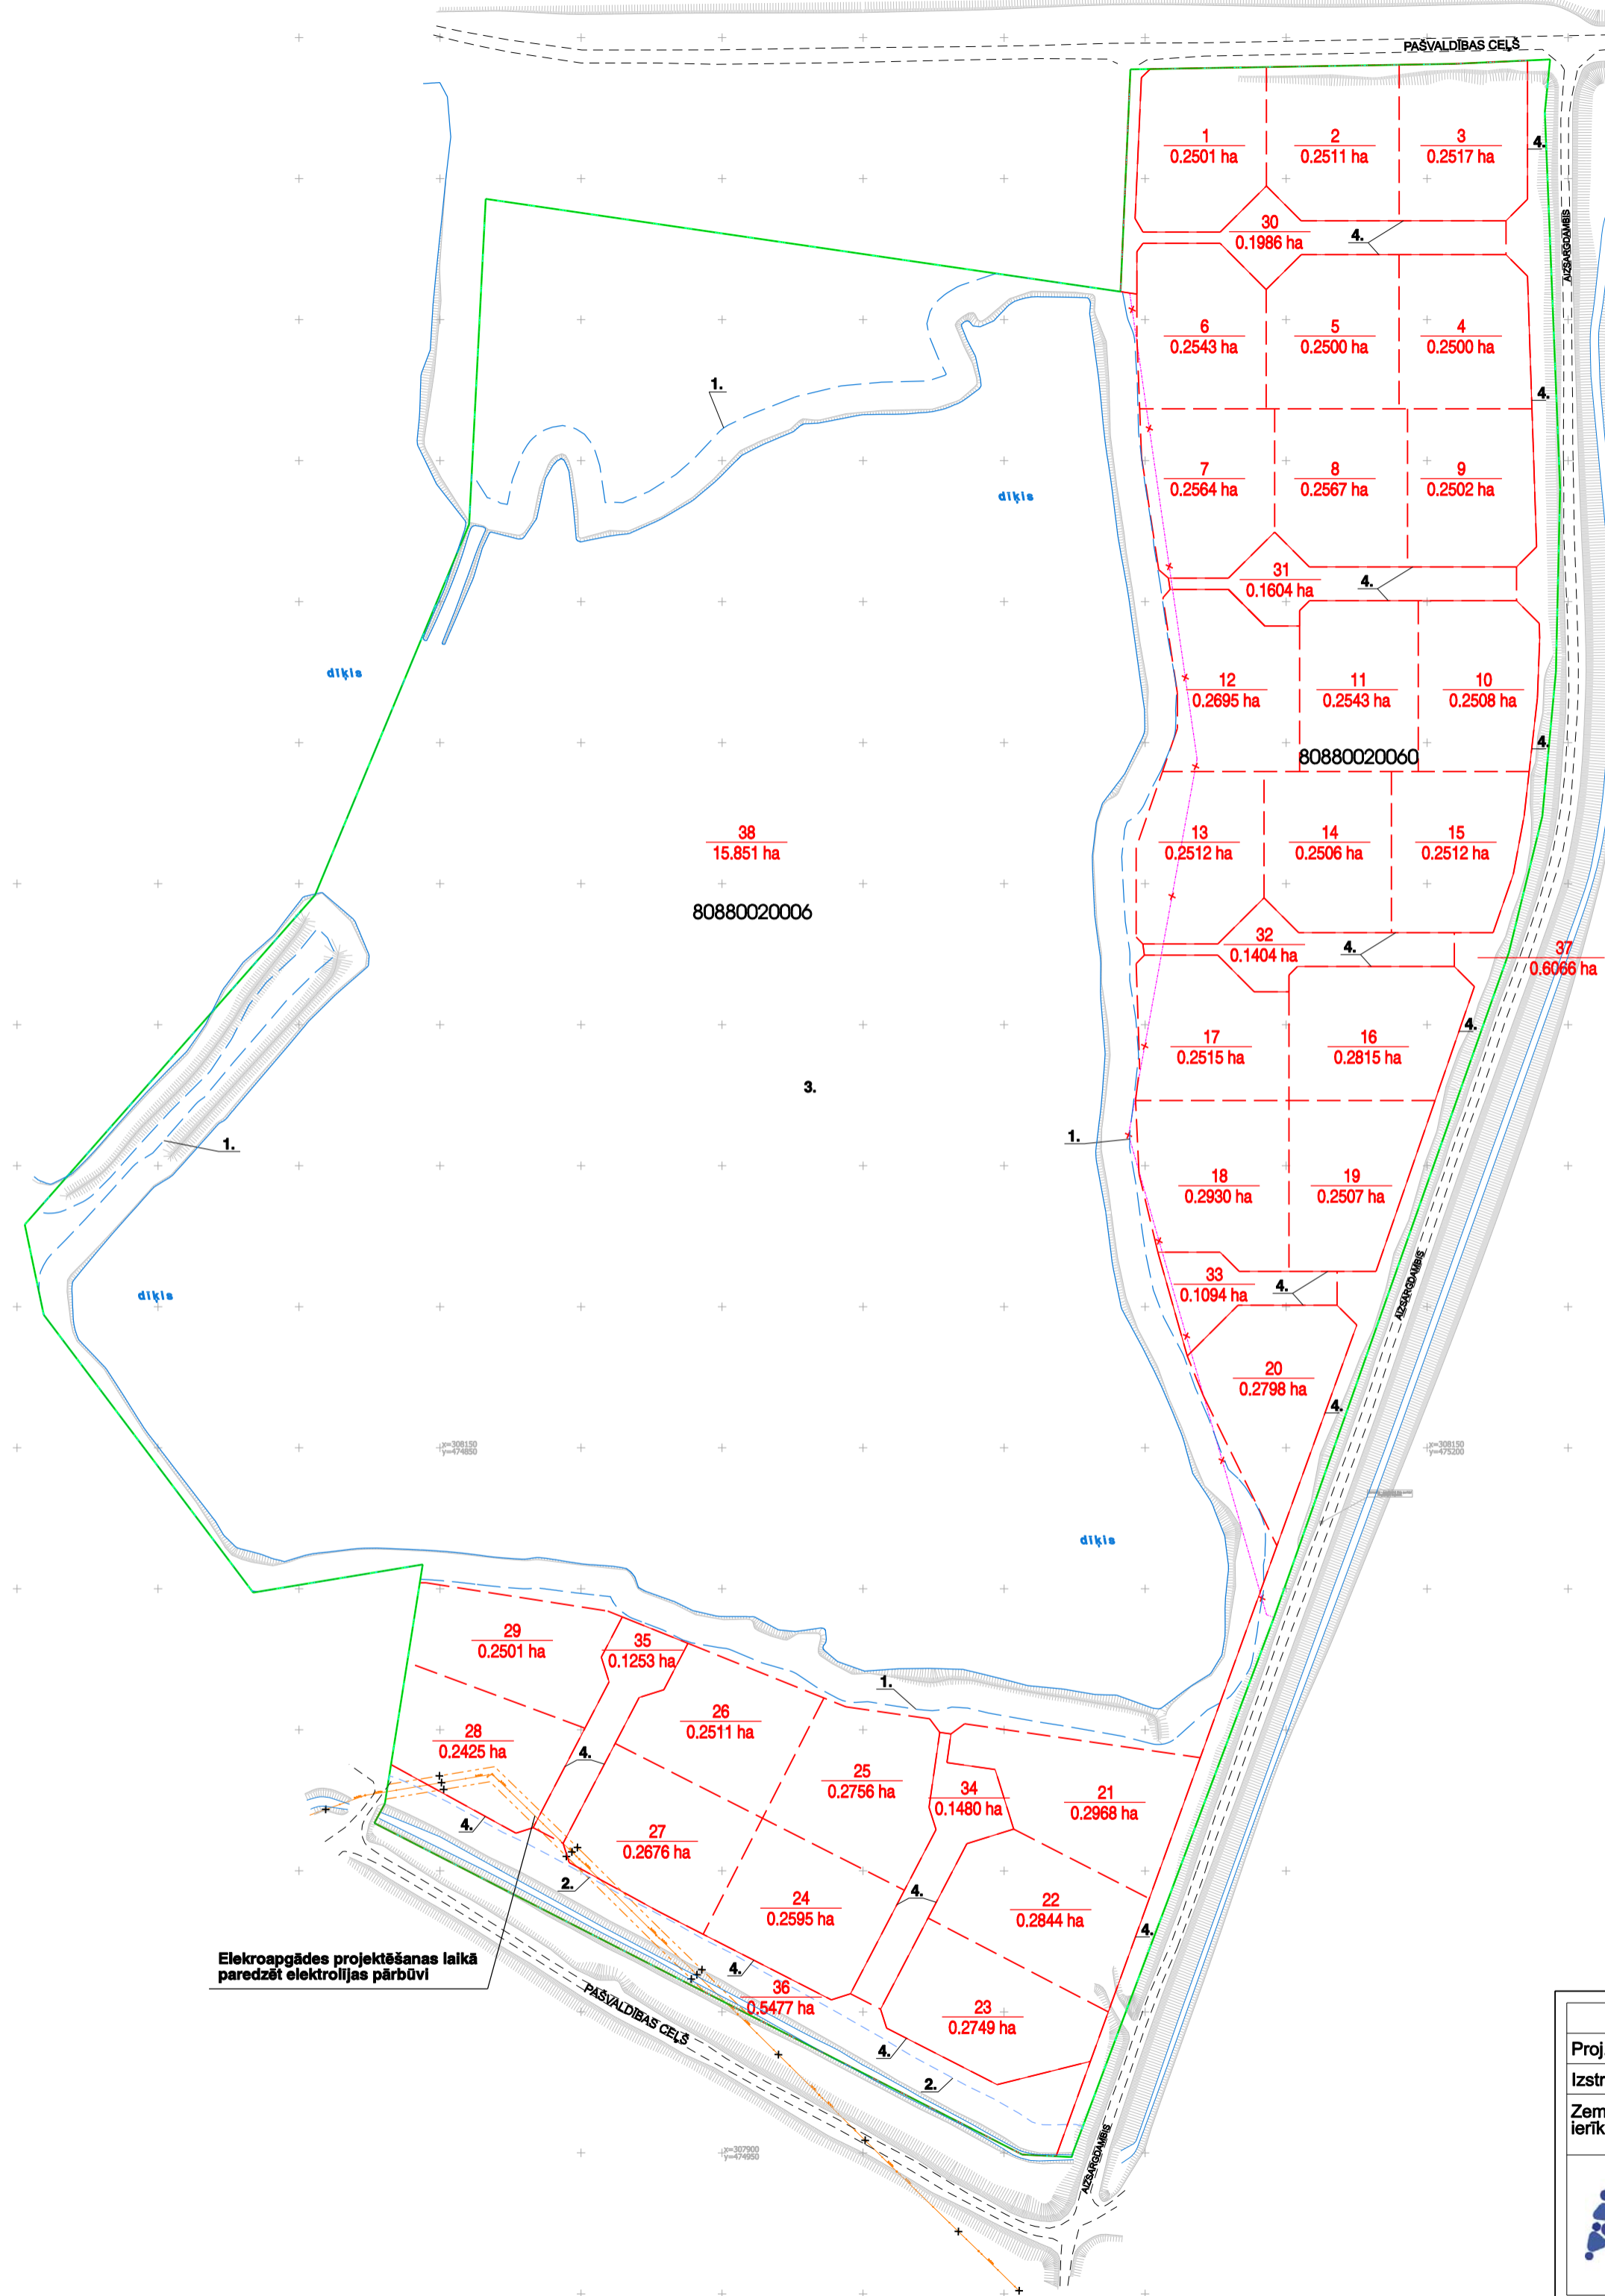 PAŠVALDĪBAS CEĻŠ
1
0.2501 ha
2
0.2511 ha
3
0.2517 ha
4.
AIZSARGDAMBIS
30
0.1986 ha
4.
6
0.2543 ha
5
0.2500 ha
4
0.2500 ha
1.
4.
7
0.2564 ha
8
0.2567 ha
9
0.2502 ha
dīķis
31
0.1604 ha
4.
dīķis
12
0.2695 ha
11
0.2543 ha
10
0.2508 ha
4.
80880020060
38
15.851 ha
13
0.2512 ha
14
0.2506 ha
15
0.2512 ha
80880020006
32
0.1404 ha
4.
37
0.6066 ha
17
0.2515 ha
16
0.2815 ha
4.
3.
1.
1.
18
0.2930 ha
19
0.2507 ha
33
0.1094 ha
4.
AIZSARGDAMBIS
dīķis
20
0.2798 ha
4.
x=308150
y=474850
x=308150
y=475200
dīķis
29
0.2501 ha
35
0.1253 ha
1.
26
0.2511 ha
28
0.2425 ha
4.
25
0.2756 ha
34
0.1480 ha
21
0.2968 ha
4.
27
0.2676 ha
2.
24
0.2595 ha
4.
22
0.2844 ha
4.
Elekroapgādes projektēšanas laikā
paredzēt elektrolījas pārbūvi
4.
36
0.5477 ha
PAŠVALDĪBAS CEĻŠ
23
0.2749 ha
4.
2.
x=307900
y=474950
AIZSARGDAMBIS
Proj.
Izstr
Zem
ierīk